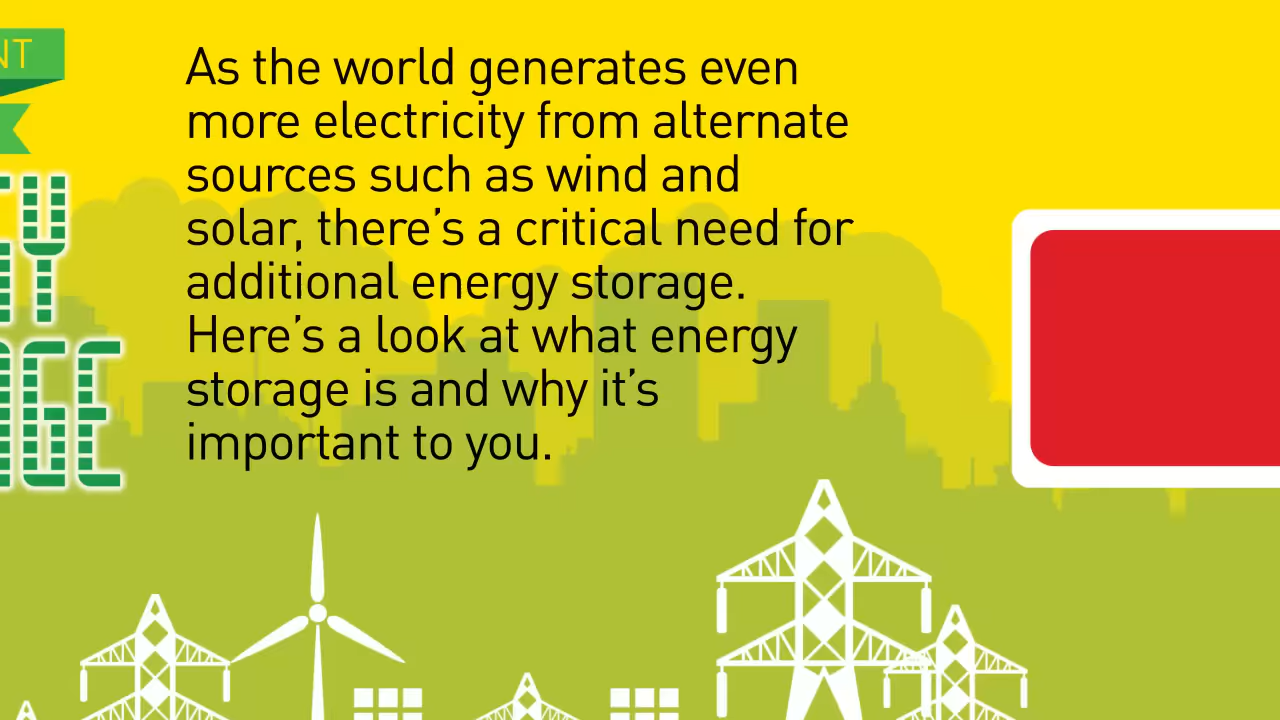 As the world generates even
more electricity from alternate
sources such as wind and
solar, there's a critical need for
additional energy storage.
Here's a look at what energy
storage is and why it's
important to you.